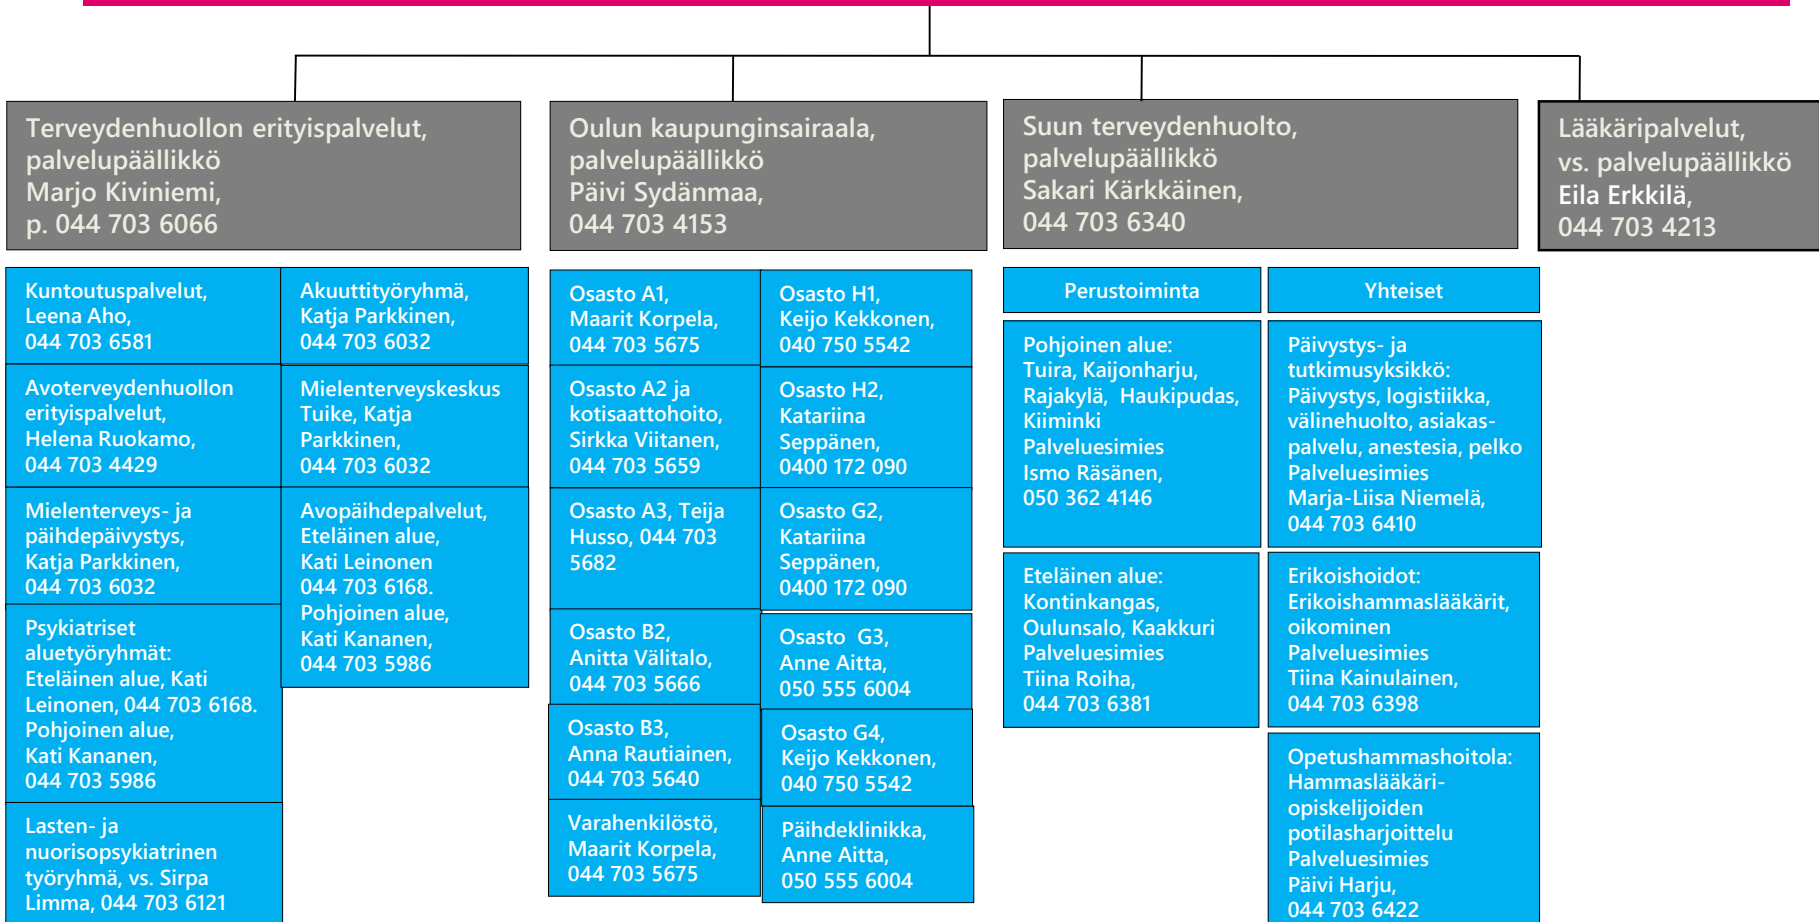 Terveydenhuollon erityispalvelut,
palvelupäällikkö
Marjo Kiviniemi,
p. 044 703 6066
Oulun kaupunginsairaala,
palvelupäällikkö
Päivi Sydänmaa,
044 703 4153
Suun terveydenhuolto,
palvelupäällikkö
Sakari Kärkkäinen,
044 703 6340
Lääkäripalvelut,
vs. palvelupäällikkö
Eila Erkkilä,
044 703 4213
Kuntoutuspalvelut,
Leena Aho,
044 703 6581
Avoterveydenhuollon
erityispalvelut,
Helena Ruokamo,
044 703 4429
Mielenterveys- ja
päihdepäivystys,
Katja Parkkinen,
044 703 6032
Psykiatriset
aluetyöryhmät:
Eteläinen alue, Kati
Leinonen, 044 703 6168.
Pohjoinen alue,
Kati Kananen,
044 703 5986
Lasten- ja
nuorisopsykiatrinen
työryhmä, vs. Sirpa
Limma, 044 703 6121
Akuuttityöryhmä,
Katja Parkkinen,
044 703 6032
Mielenterveyskeskus
Tuike, Katja
Parkkinen,
044 703 6032
Avopäihdepalvelut,
Eteläinen alue,
Kati Leinonen
044 703 6168.
Pohjoinen alue,
Kati Kananen,
044 703 5986
Osasto A1,
Maarit Korpela,
044 703 5675
Osasto A2 ja
kotisaattohoito,
Sirkka Viitanen,
044 703 5659
Osasto A3, Teija
Husso, 044 703
5682
Osasto B2,
Anitta Välitalo,
044 703 5666
Osasto B3,
Anna Rautiainen,
044 703 5640
Varahenkilöstö,
Maarit Korpela,
044 703 5675
Osasto H1,
Keijo Kekkonen,
040 750 5542
Osasto H2,
Katariina
Seppänen,
0400 172 090
Osasto G2,
Katariina
Seppänen,
0400 172 090
Osasto G3,
Anne Aitta,
050 555 6004
Osasto G4,
Keijo Kekkonen,
040 750 5542
Päihdeklinikka,
Anne Aitta,
050 555 6004
Perustoiminta
Pohjoinen alue:
Tuira, Kaijonharju,
Rajakylä, Haukipudas,
Kiiminki
Palveluesimies
Ismo Räsänen,
050 362 4146
Eteläinen alue:
Kontinkangas,
Oulunsalo, Kaakkuri
Palveluesimies
Tiina Roiha,
044 703 6381
Yhteiset
Päivystys- ja
tutkimusyksikkö:
Päivystys, logistiikka,
välinehuolto, asiakas-
palvelu, anestesia, pelko
Palveluesimies
Marja-Liisa Niemelä,
044 703 6410
Erikoishoidot:
Erikoishammaslääkärit,
oikominen
Palveluesimies
Tiina Kainulainen,
044 703 6398
Opetushammashoitola:
Hammaslääkäri-
opiskelijoiden
potilasharjoittelu
Palveluesimies
Päivi Harju,
044 703 6422